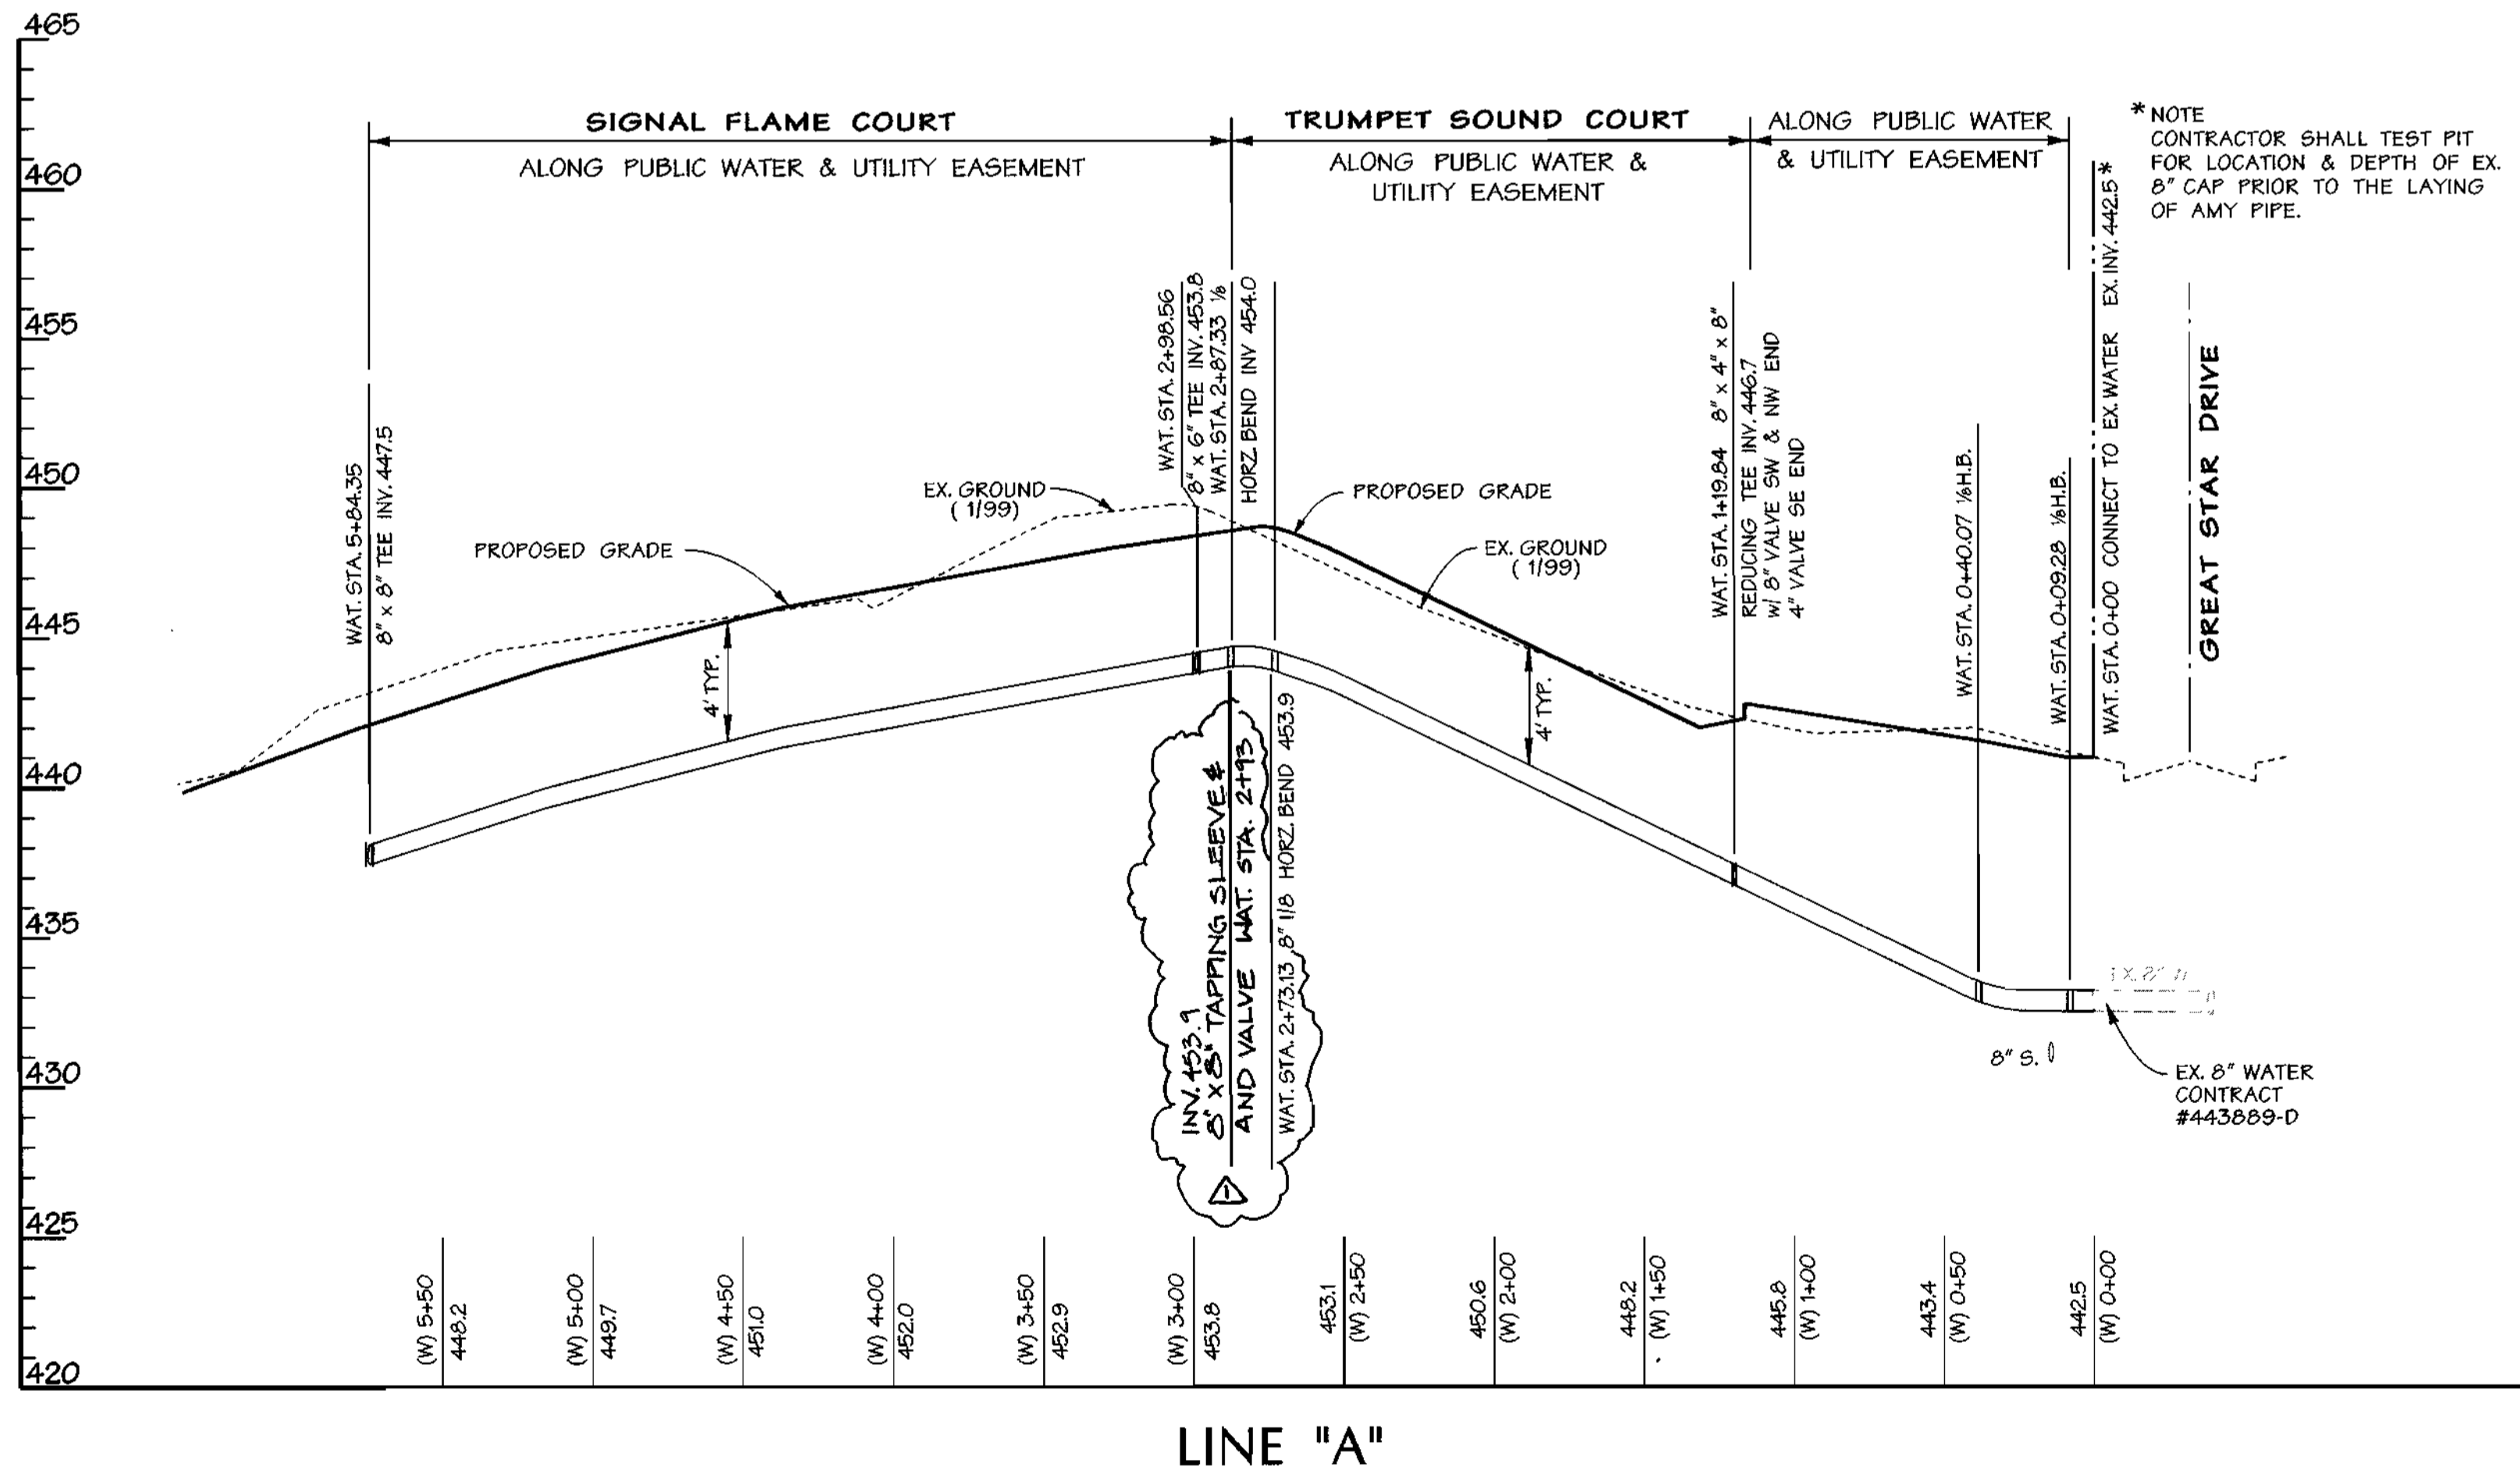 465
460
455
450
445
440
435
430
425
420
SIGNAL FLAME COURT
ALONG PUBLIC WATER & UTILITY EASEMENT
TRUMPET SOUND COURT
ALONG PUBLIC WATER &
UTILITY EASEMENT
ALONG PUBLIC WATER
& UTILITY EASEMENT
* NOTE
CONTRACTOR SHALL TEST PIT
FOR LOCATION & DEPTH OF EX.
8" CAP PRIOR TO THE LAYING
OF AMY PIPE.
WAT. STA. 5+84.35
8" x 8" TEE INV. 447.5
PROPOSED GRADE
EX. GROUND
( 1/99)
4' TYP.
WAT. STA. 2+98.56
8" x 6" TEE INV. 453.8
WAT. STA. 2+87.33 1/8
HORZ. BEND INV 454.0
PROPOSED GRADE
EX. GROUND
( 1/99)
4' TYP.
INV. 453.9
8" x 8" TAPPING SLEEVE &
AND VALVE WAT. STA. 2+93
WAT. STA. 2+73.13 8" 1/8 HORZ. BEND 453.9
1
WAT. STA. 1+19.84 8" x 4" x 8"
REDUCING TEE INV. 446.7
w/ 8" VALVE SW & NW END
4" VALVE SE END
WAT. STA. 0+40.07 1/8 H.B.
WAT. STA. 0+09.28 1/8 H.B.
WAT. STA. 0+00 CONNECT TO EX. WATER EX. INV. 442.5*
GREAT STAR DRIVE
8" S.
EX. 8" WATER
CONTRACT
#443889-D
(W) 5+50
448.2
(W) 5+00
449.7
(W) 4+50
451.0
(W) 4+00
452.0
(W) 3+50
452.9
(W) 3+00
453.8
453.1
(W) 2+50
450.6
(W) 2+00
448.2
(W) 1+50
445.8
(W) 1+00
443.4
(W) 0+50
442.5
(W) 0+00
LINE "A"